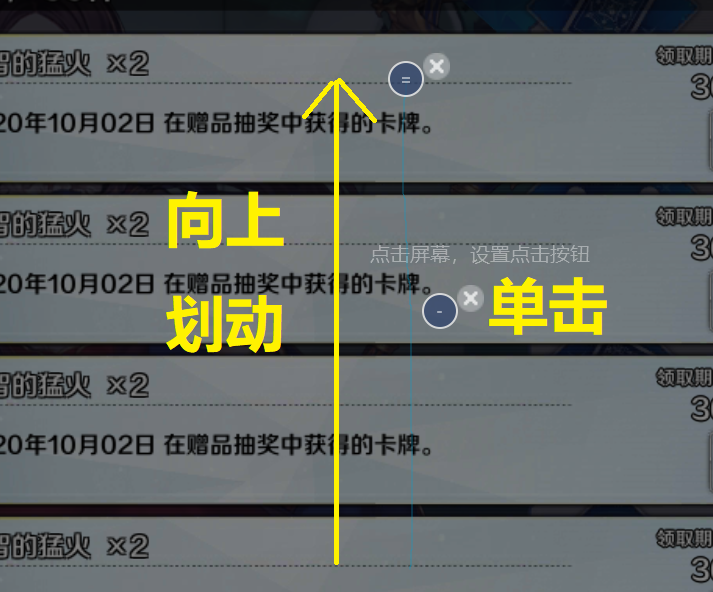 智的猛火 ×2
领取期
=
30
20年10月02日 在赠品抽奖中获得的卡牌。
向上
智的猛火 ×2
领取期
点击屏幕，设置点击按钮
30
20年10月02日 在赠品抽奖中获得的卡牌。
-
单击
划动
智的猛火 ×2
领取期
30
20年10月02日 在赠品抽奖中获得的卡牌。
智的猛火 ×2
领取期
30